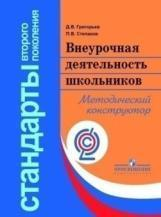 Д.В. Григорьев
П.В. Степанов
Внеурочная
деятельность
школьников
Методический
конструктор
стандарты
второго поколения
ПРОСВЕЩЕНИЕ